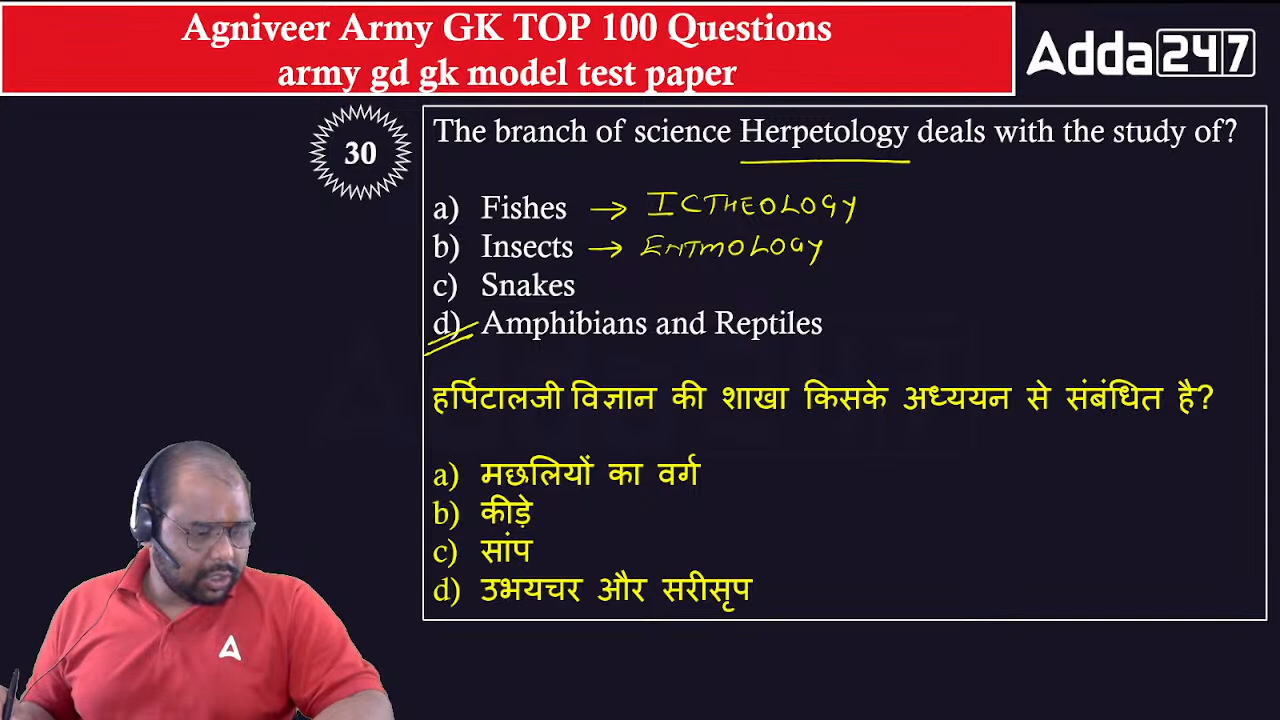 Agniveer Army GK TOP 100 Questions
army gd gk model test paper
Adda247
30
The branch of science Herpetology deals with the study of?
a) Fishes → ICTHEOLOGY
b) Insects → ENTMOLOGY
c) Snakes
d) Amphibians and Reptiles
हर्पिटालजी विज्ञान की शाखा किसके अध्ययन से संबंधित है?
a) मछलियों का वर्ग
b) कीड़े
c) सांप
d) उभयचर और सरीसृप